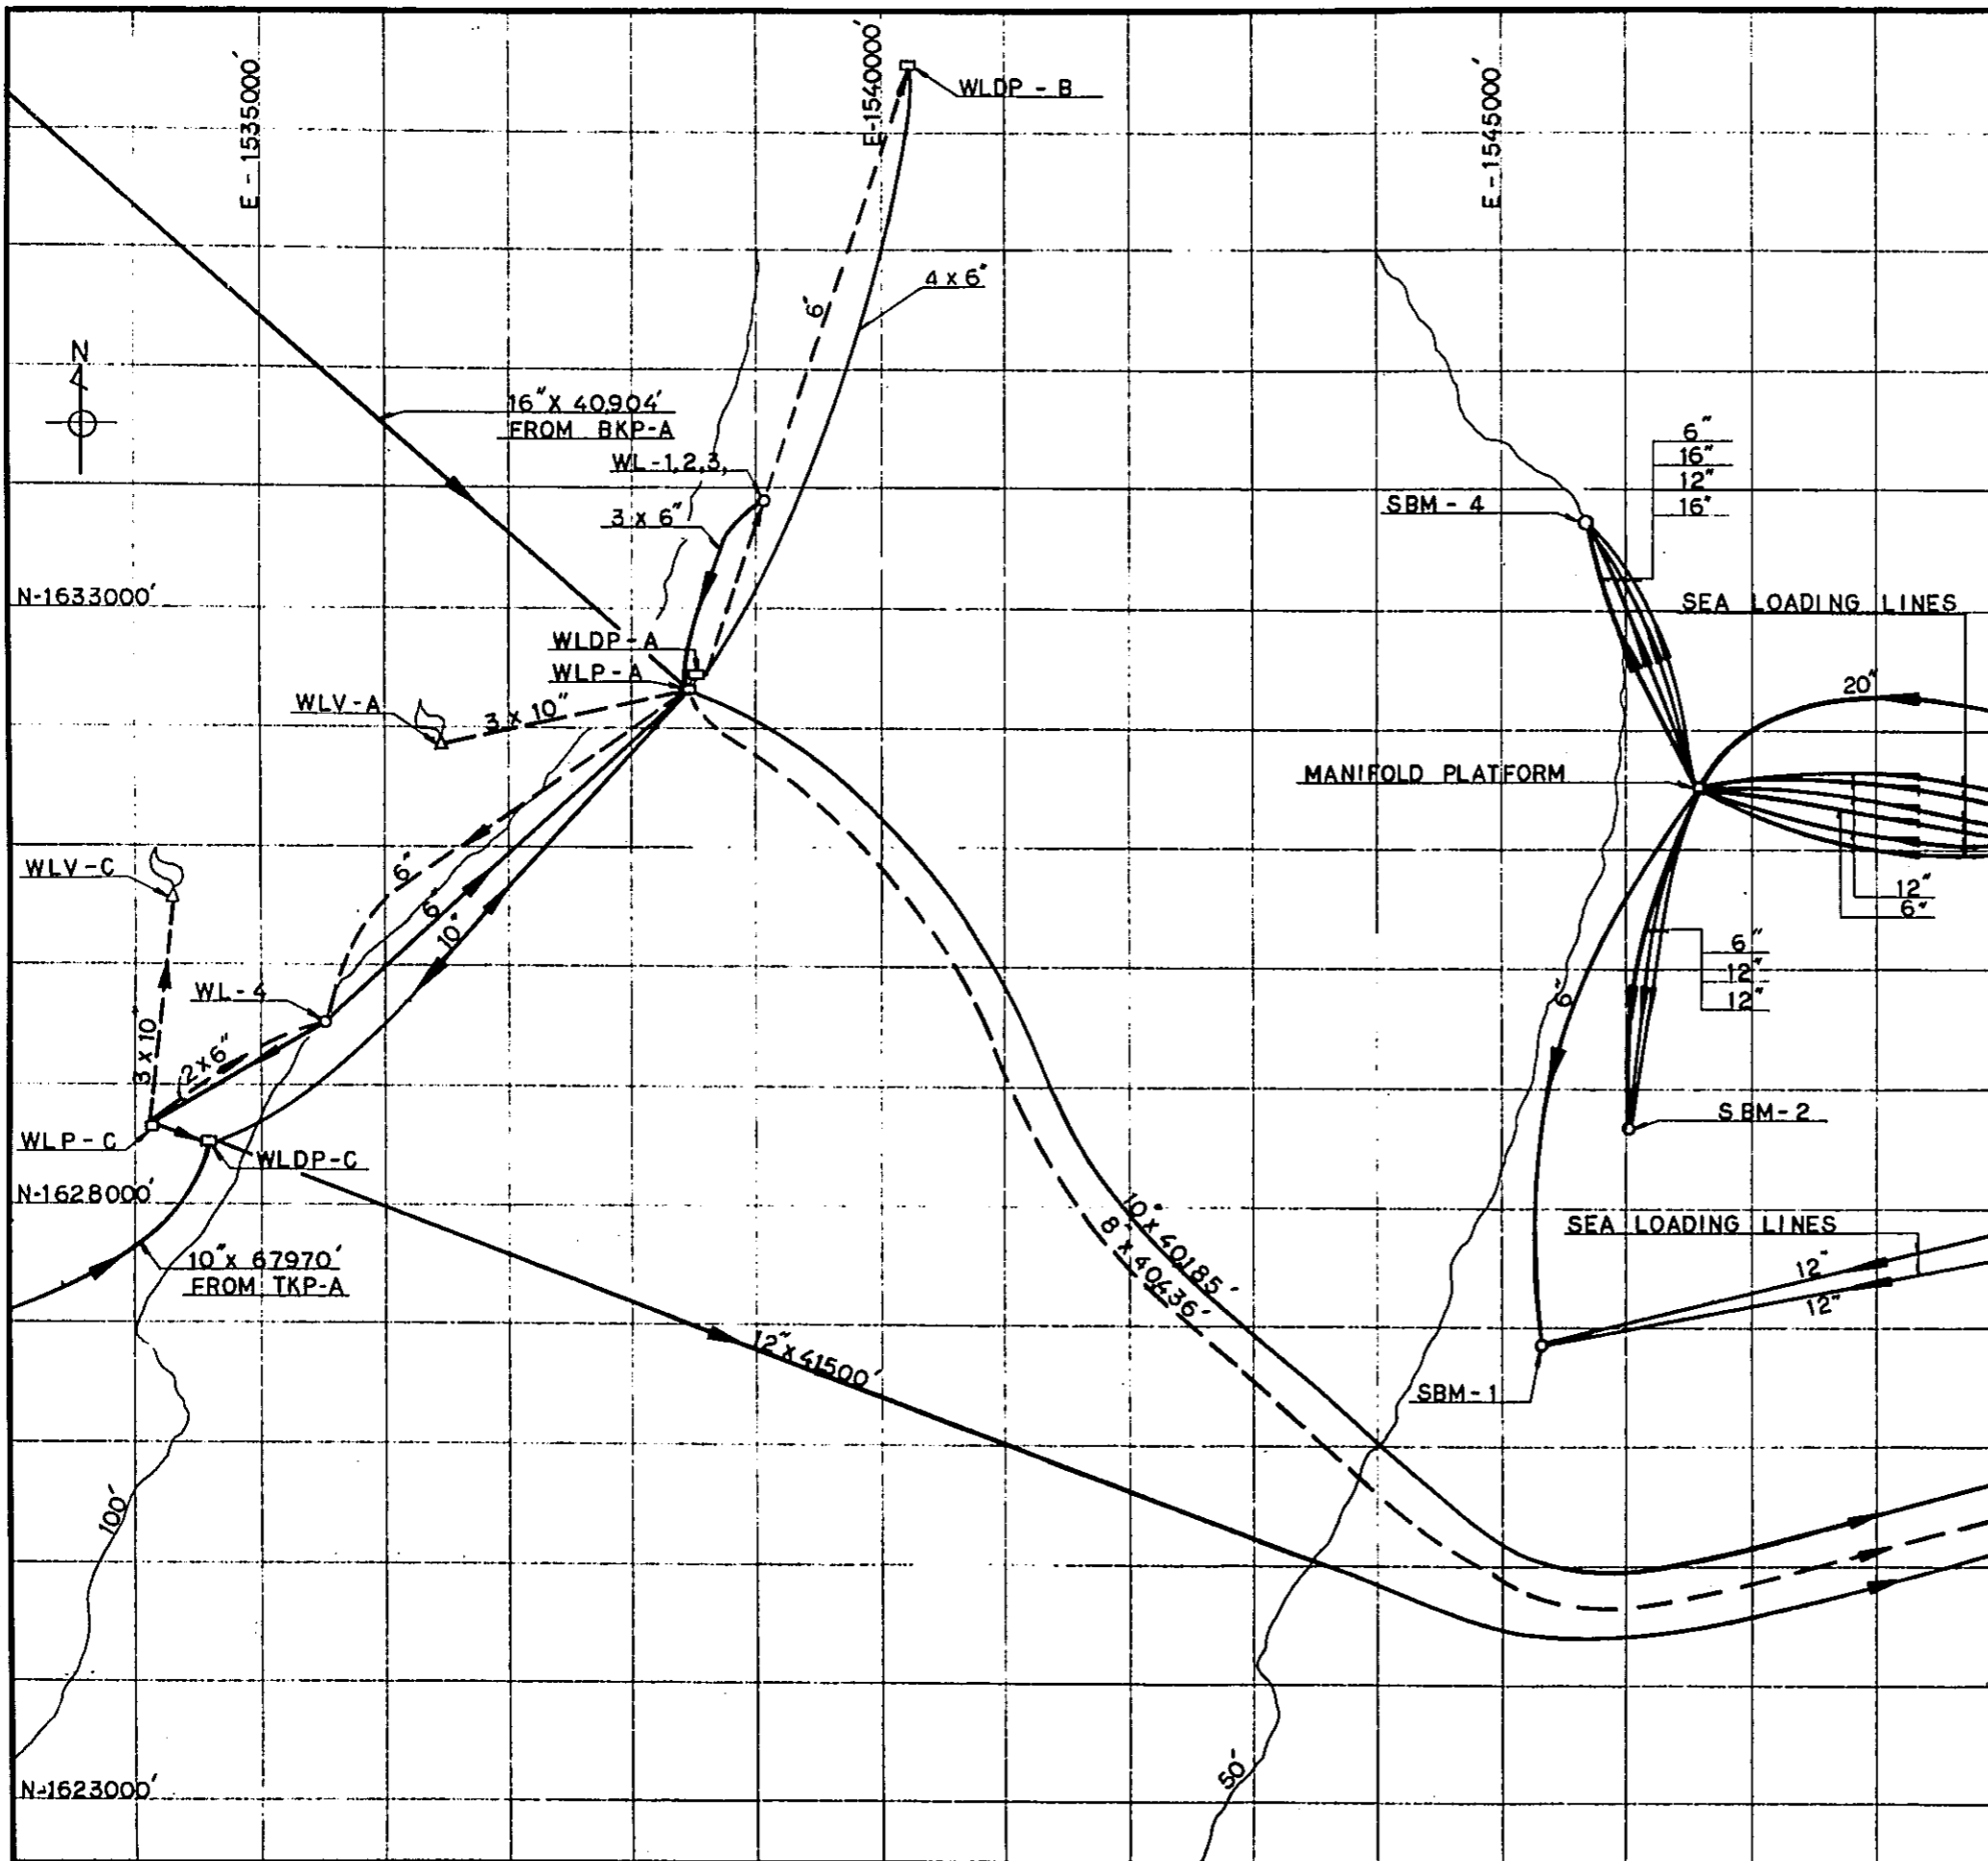 E - 1535000'
E-1540000'
E - 1545000'
WLDP - B
4 x 6"
6'
N
16" X 40,904'
FROM BKP-A
WL-1,2,3,
3 x 6"
6"
16"
12"
16"
SBM - 4
N-1633000'
SEA LOADING LINES
WLDP-A
WLP-A
WLV-A
3 x 10"
20"
MANIFOLD PLATFORM
WLV-C
6"
6"
10"
12"
6"
6"
12"
12"
WL-4
6"
3 x 10
2 x 6"
WLP-C
WLDP-C
SBM-2
N-1628000'
10" x 67970'
FROM TKP-A
10" x 40185'
8" x 40436'
SEA LOADING LINES
12"
12"
12" x 41500'
SBM-1
100'
50'
N-1623000'